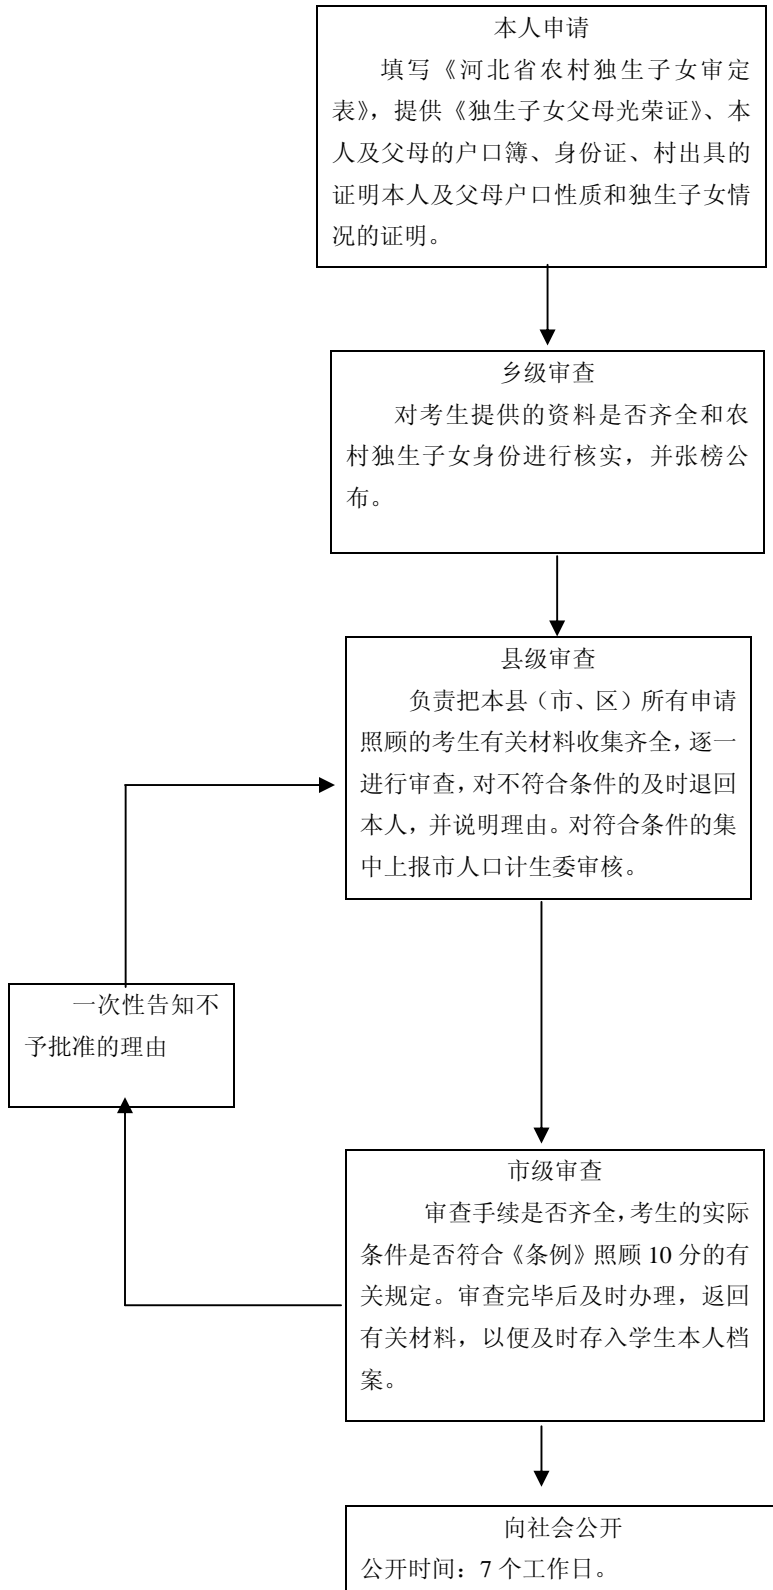 本人申请
填写《河北省农村独生子女审定
表》，提供《独生子女父母光荣证》、本
人及父母的户口簿、身份证、村出具的
证明本人及父母户口性质和独生子女情
况的证明。
乡级审查
对考生提供的资料是否齐全和农
村独生子女身份进行核实，并张榜公
布。
县级审查
负责把本县（市、区）所有申请
照顾的考生有关材料收集齐全，逐一
进行审查，对不符合条件的及时退回
本人，并说明理由。对符合条件的集
中上报市人口计生委审核。
一次性告知不
予批准的理由
市级审查
审查手续是否齐全，考生的实际
条件是否符合《条例》照顾 10 分的有
关规定。审查完毕后及时办理，返回
有关材料，以便及时存入学生本人档
案。
向社会公开
公开时间：7 个工作日。